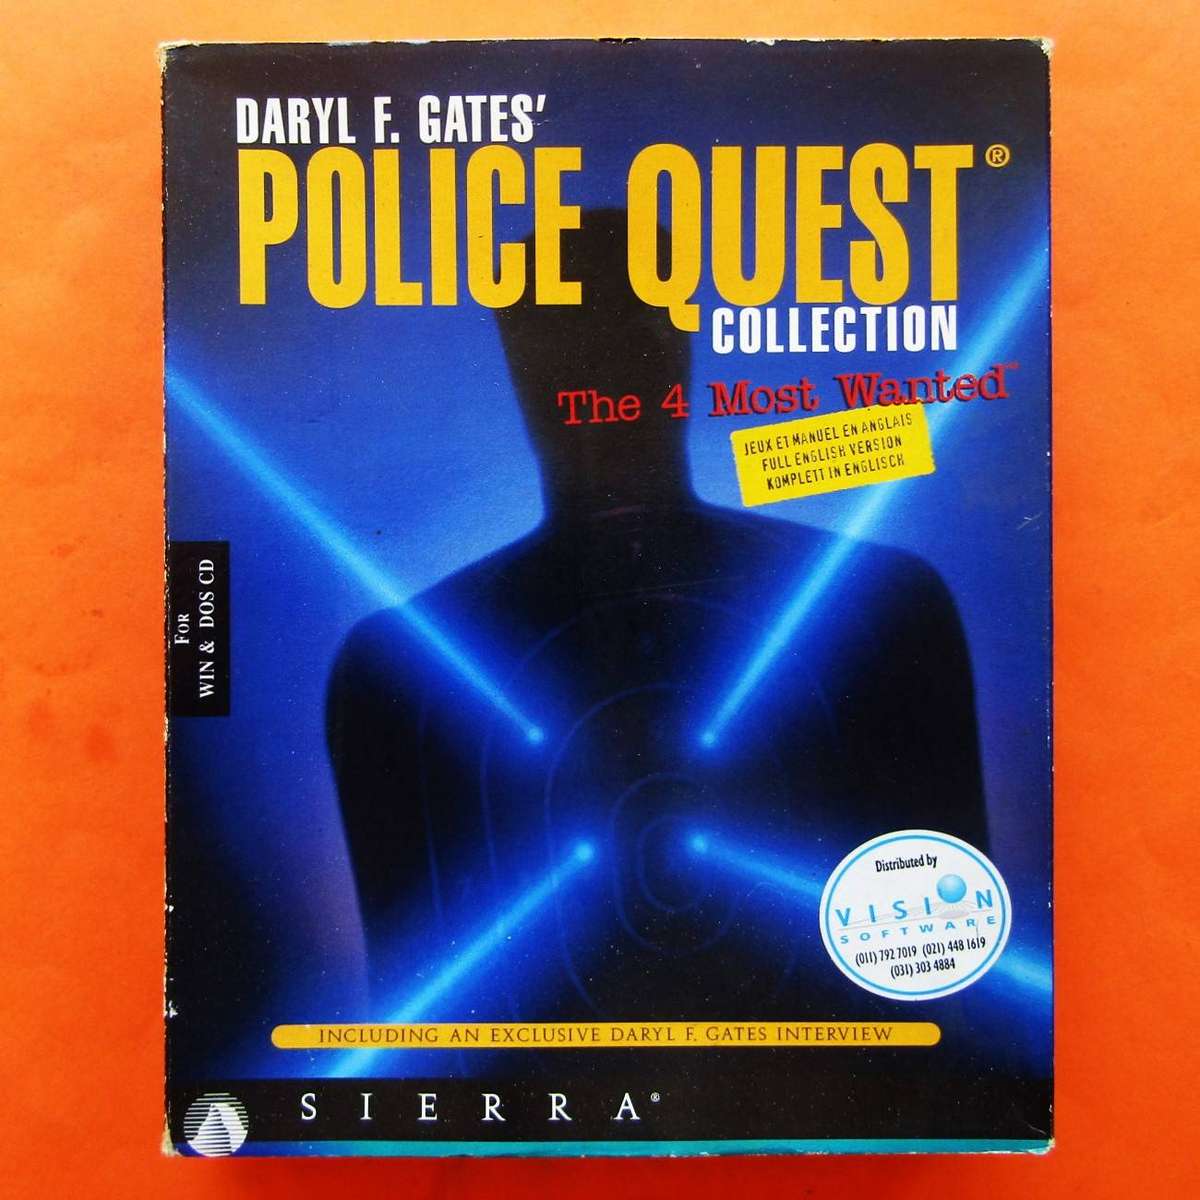 DARYL F. GATES'
POLICE QUEST®
COLLECTION
The 4 Most Wanted™
JEUX ET MANUEL EN ANGLAIS
FULL ENGLISH VERSION
KOMPLETT IN ENGLISCH
FOR
WIN & DOS CD
Distributed by
VISION
SOFTWARE
(011) 792 7019 (021) 448 1619
(031) 303 4884
INCLUDING AN EXCLUSIVE DARYL F. GATES INTERVIEW
SIERRA®